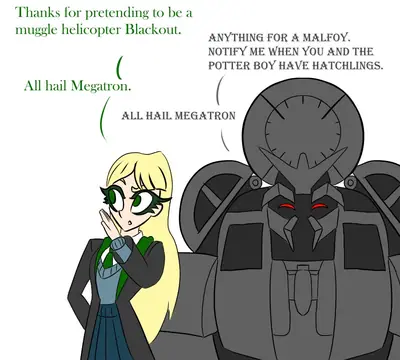 Thanks for pretending to be a
muggle helicopter Blackout.
ANYTHING FOR A MALFOY.
NOTIFY ME WHEN YOU AND THE
POTTER BOY HAVE HATCHLINGS.
All hail Megatron.
ALL HAIL MEGATRON